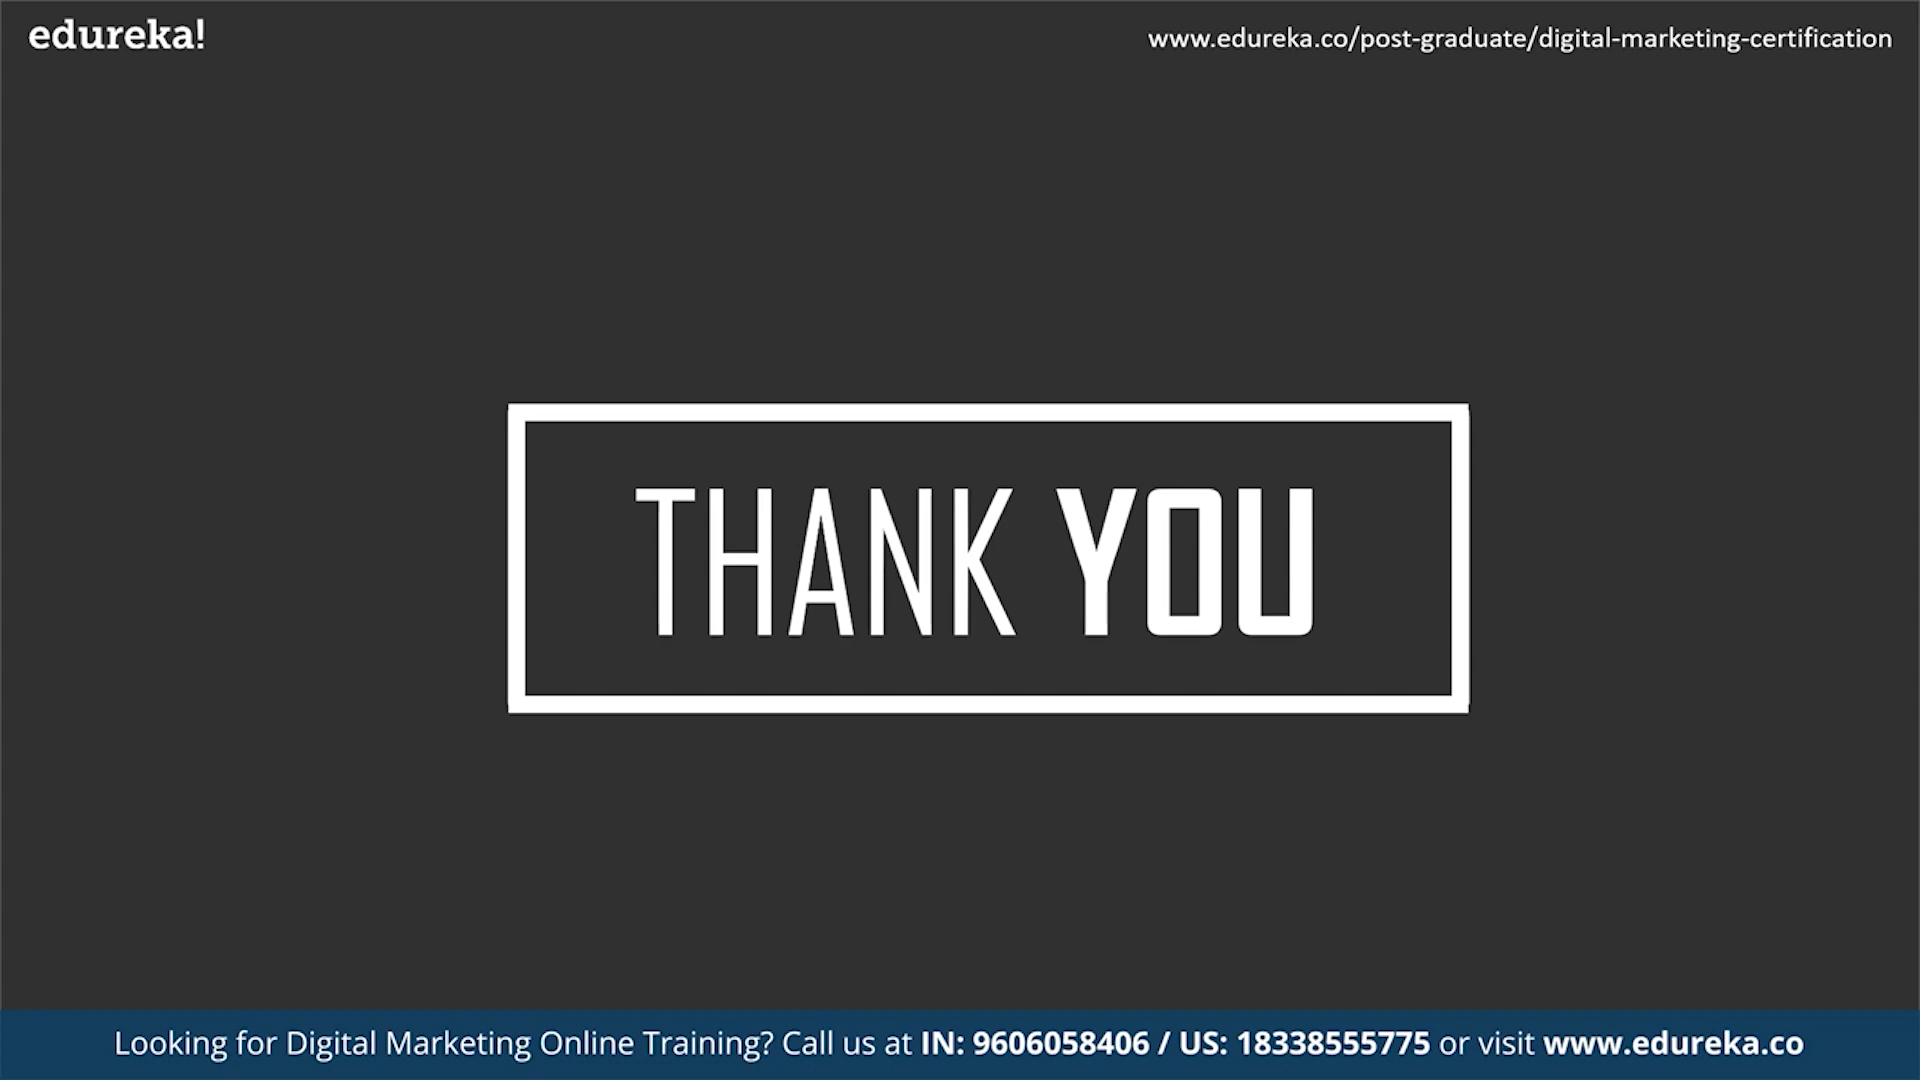 edureka!
www.edureka.co/post-graduate/digital-marketing-certification
THANK YOU
Looking for Digital Marketing Online Training? Call us at IN: 9606058406 / US: 18338555775 or visit www.edureka.co